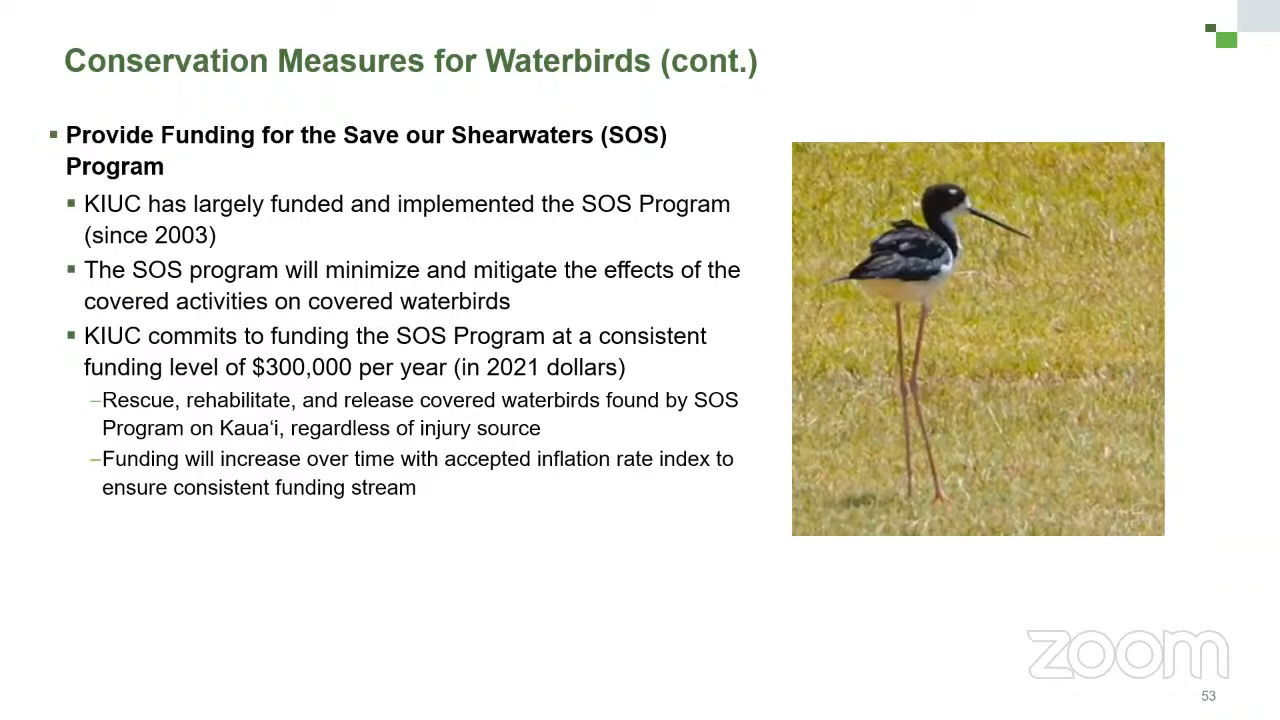 Conservation Measures for Waterbirds (cont.)
Provide Funding for the Save our Shearwaters (SOS)
Program
KIUC has largely funded and implemented the SOS Program
(since 2003)
The SOS program will minimize and mitigate the effects of the
covered activities on covered waterbirds
KIUC commits to funding the SOS Program at a consistent
funding level of $300,000 per year (in 2021 dollars)
–Rescue, rehabilitate, and release covered waterbirds found by SOS
Program on Kauaʻi, regardless of injury source
–Funding will increase over time with accepted inflation rate index to
ensure consistent funding stream
zoom
53